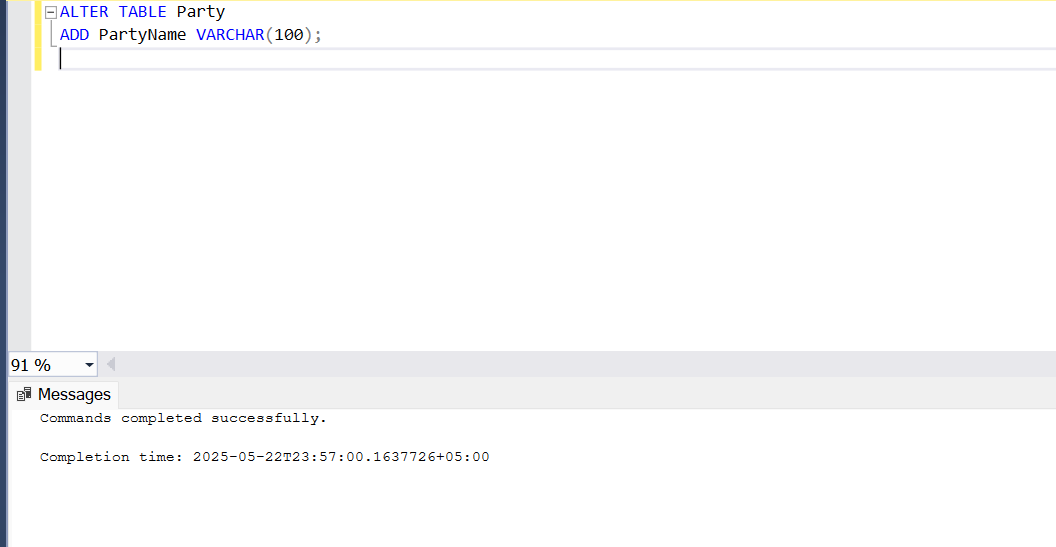 ALTER TABLE Party
ADD PartyName VARCHAR(100);
91 %
Messages
Commands completed successfully.
Completion time: 2025-05-22T23:57:00.1637726+05:00